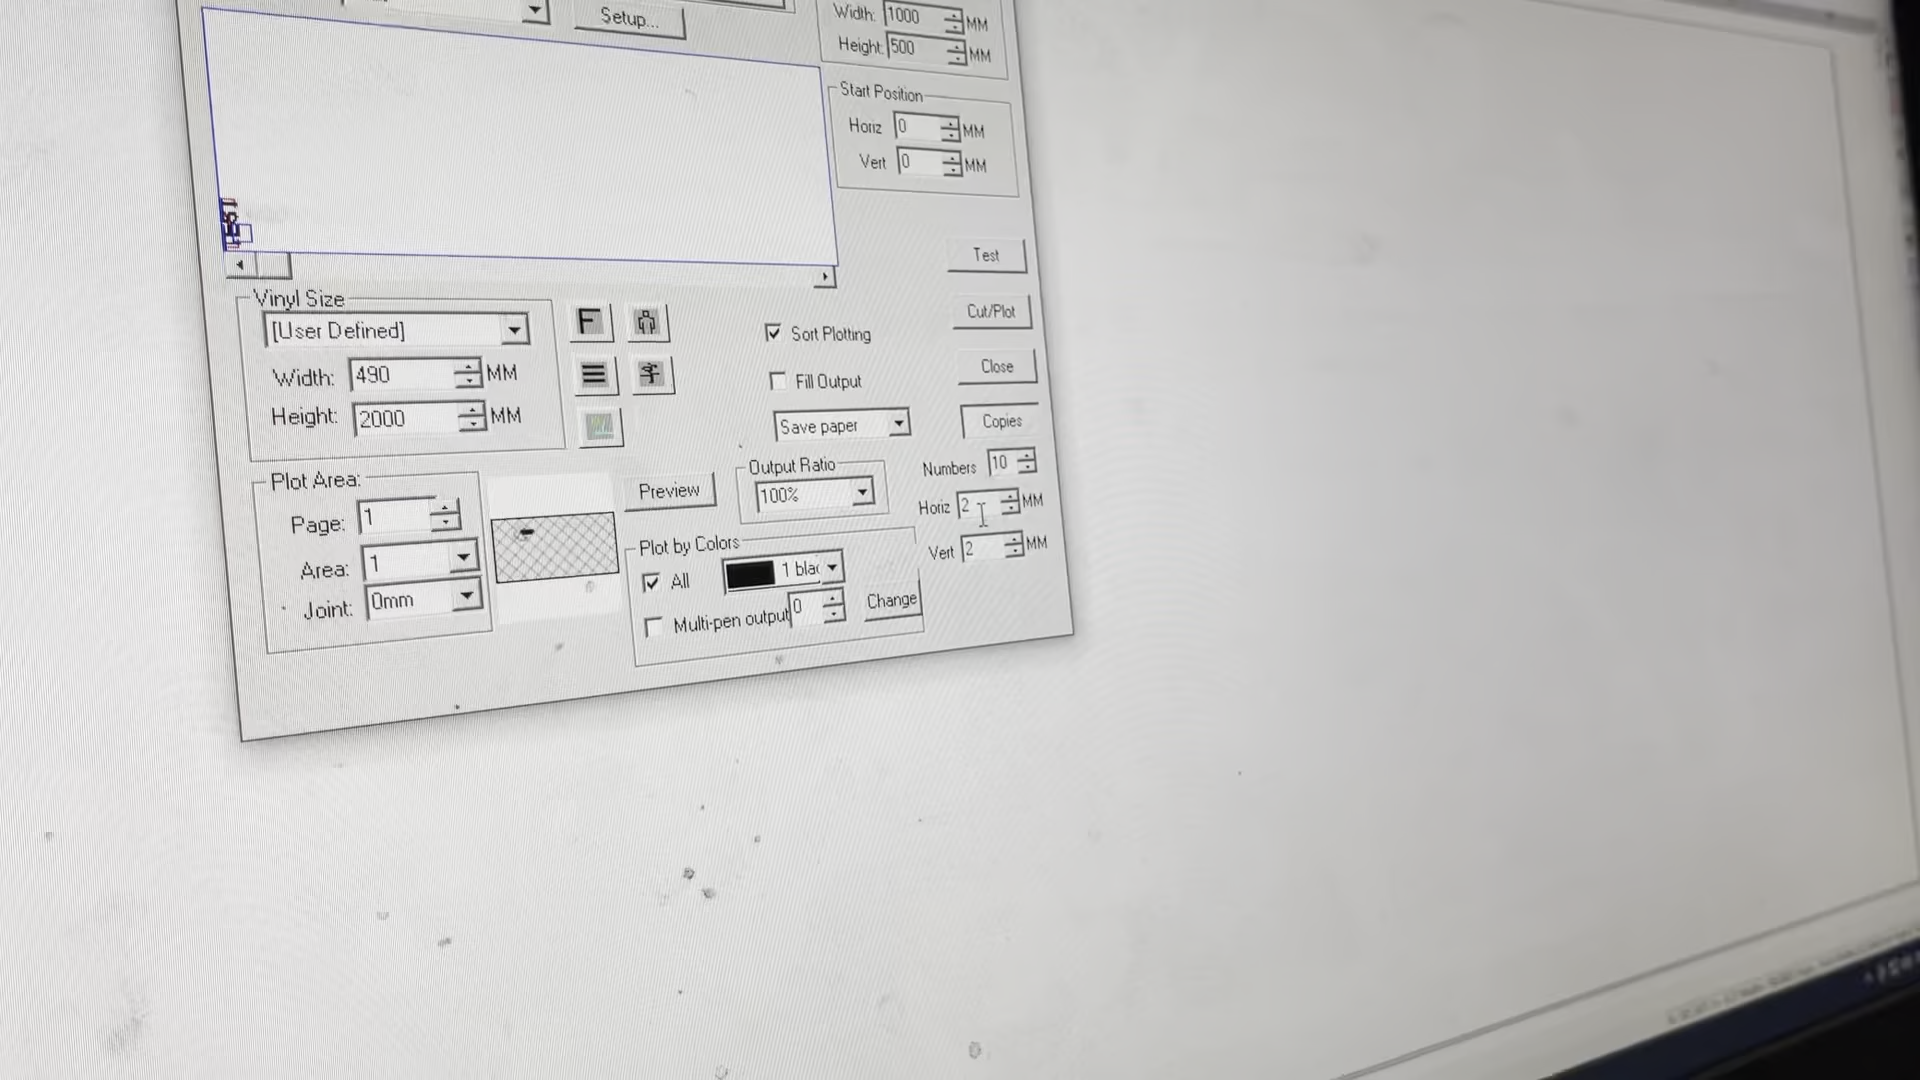 Setup...
Width: 1000 MM
Height: 500 MM
Start Position
Horiz 0 MM
Vert 0 MM
Test
Cut/Plot
Close
Copies
Numbers 10
Horiz 2 MM
Vert 2 MM
Vinyl Size
[User Defined]
Width: 490 MM
Height: 2000 MM
F
Sort Plotting
Fill Output
Save paper
Plot Area:
Page: 1
Area: 1
Joint: 0mm
Preview
Output Ratio
100%
Plot by Colors
All
1 blac
Multi-pen output 0
Change